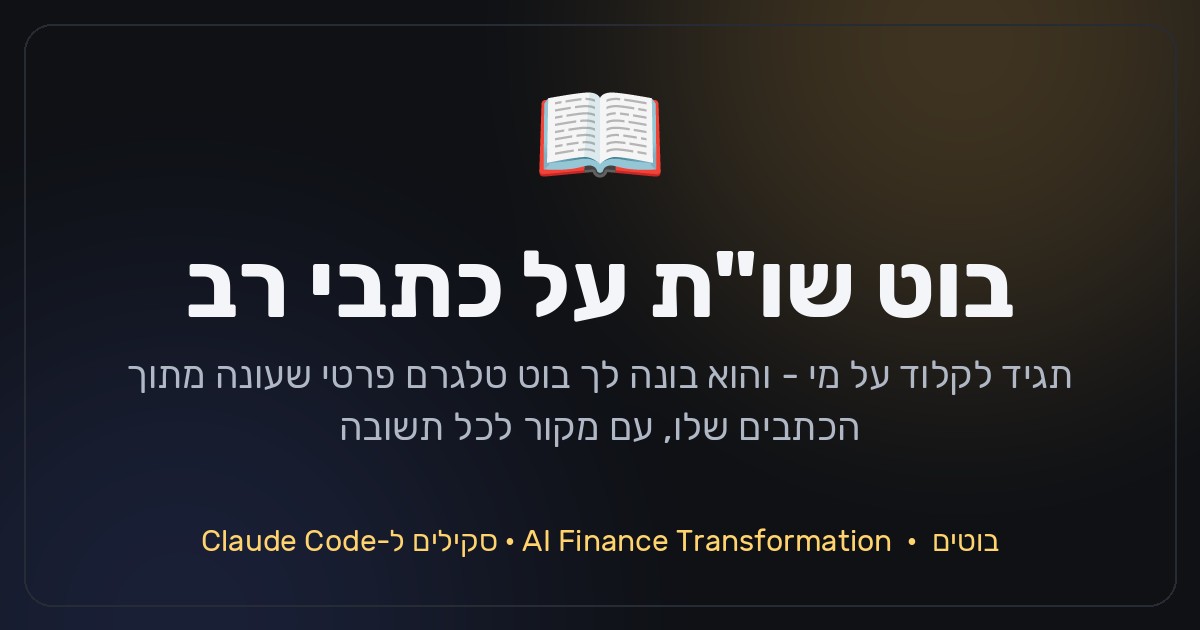 בוט שו"ת על כתבי רב
תגיד לקלוד על מי - והוא בונה לך בוט טלגרם פרטי שעונה מתוך
הכתבים שלו, עם מקור לכל תשובה
בוטים • AI Finance Transformation • סקילים ל-Claude Code